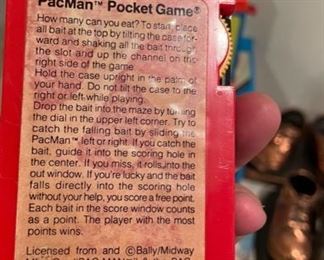 PacMan™ Pocket Game®
How many can you eat? To start, place
all bait at the top by tilting the case for-
ward and shaking all the bait through
the slot and up the channel on the
right side of the game.
Hold the case upright in the palm of
your hand. Do not tilt the case to the
right or left while playing.
Drop the bait into the maze by turning
the dial in the upper left corner. Try to
catch the falling bait by sliding the
PacMan™ left or right. If you catch the
bait, guide it into the scoring hole in
the center. If you miss, it rolls into the
out window. If you're lucky and the bait
falls directly into the scoring hole
without your help, you score a free point.
Each bait in the score window counts
as a point. The player with the most
points wins.
Licensed from and ©Bally/Midway